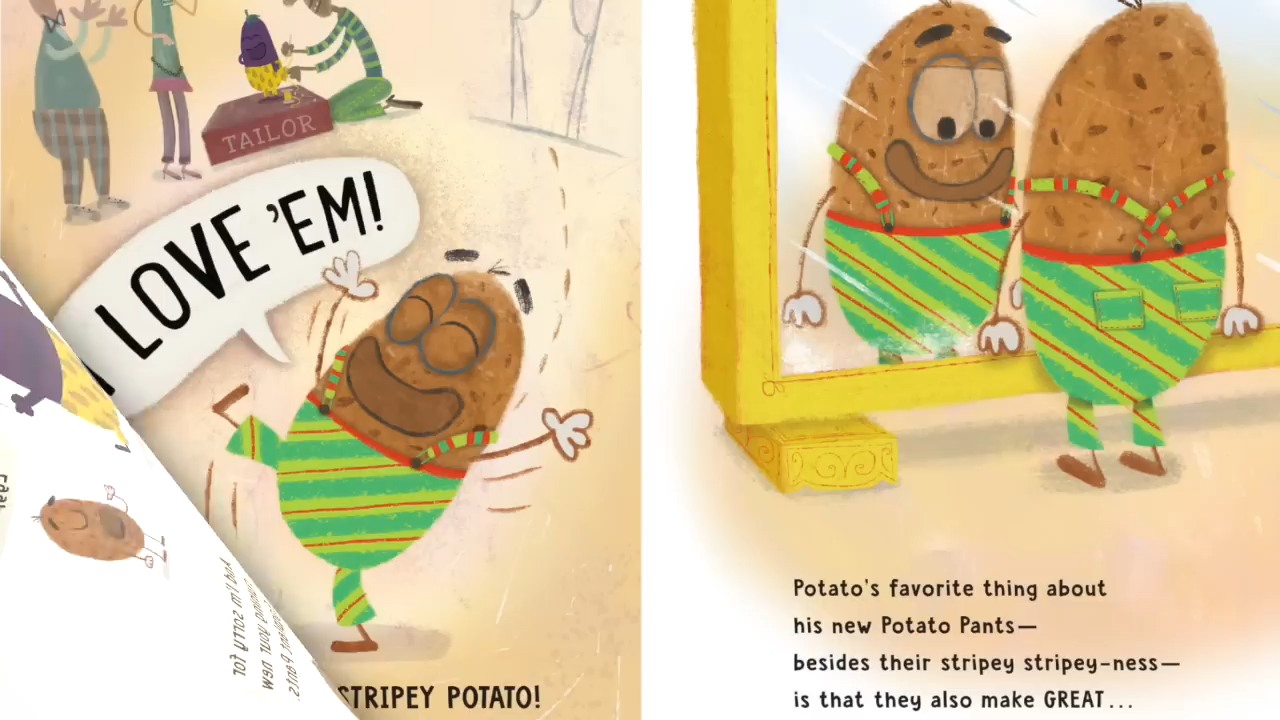 TAILOR
LOVE 'EM!
STRIPEY POTATO!
Potato's favorite thing about
his new Potato Pants—
besides their stripey stripey-ness—
is that they also make GREAT...